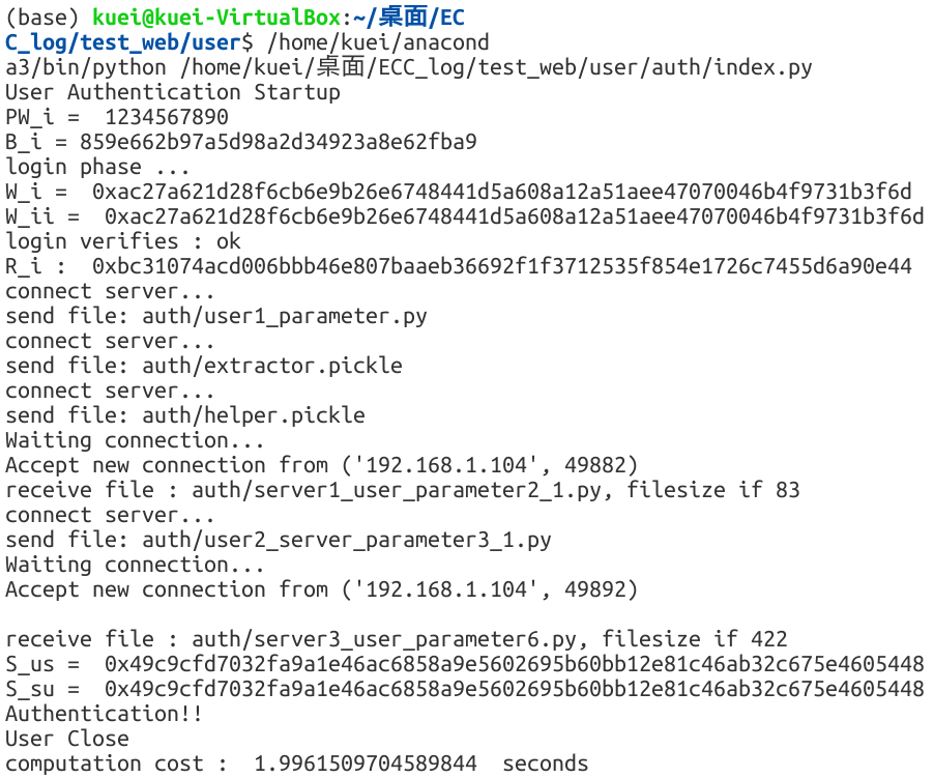 (base) kuei@kuei-VirtualBox:~/桌面/EC
C_log/test_web/user$ /home/kuei/anacond
a3/bin/python /home/kuei/桌面/ECC_log/test_web/user/auth/index.py
User Authentication Startup
PW_i =  1234567890
B_i = 859e662b97a5d98a2d34923a8e62fba9
login phase ...
W_i =  0xac27a621d28f6cb6e9b26e6748441d5a608a12a51aee47070046b4f9731b3f6d
W_ii =  0xac27a621d28f6cb6e9b26e6748441d5a608a12a51aee47070046b4f9731b3f6d
login verifies : ok
R_i :  0xbc31074acd006bbb46e807baaeb36692f1f3712535f854e1726c7455d6a90e44
connect server...
send file: auth/user1_parameter.py
connect server...
send file: auth/extractor.pickle
connect server...
send file: auth/helper.pickle
Waiting connection...
Accept new connection from ('192.168.1.104', 49882)
receive file : auth/server1_user_parameter2_1.py, filesize if 83
connect server...
send file: auth/user2_server_parameter3_1.py
Waiting connection...
Accept new connection from ('192.168.1.104', 49892)
receive file : auth/server3_user_parameter6.py, filesize if 422
S_us =  0x49c9cfd7032fa9a1e46ac6858a9e5602695b60bb12e81c46ab32c675e4605448
S_su =  0x49c9cfd7032fa9a1e46ac6858a9e5602695b60bb12e81c46ab32c675e4605448
Authentication!!
User Close
computation cost :  1.9961509704589844  seconds